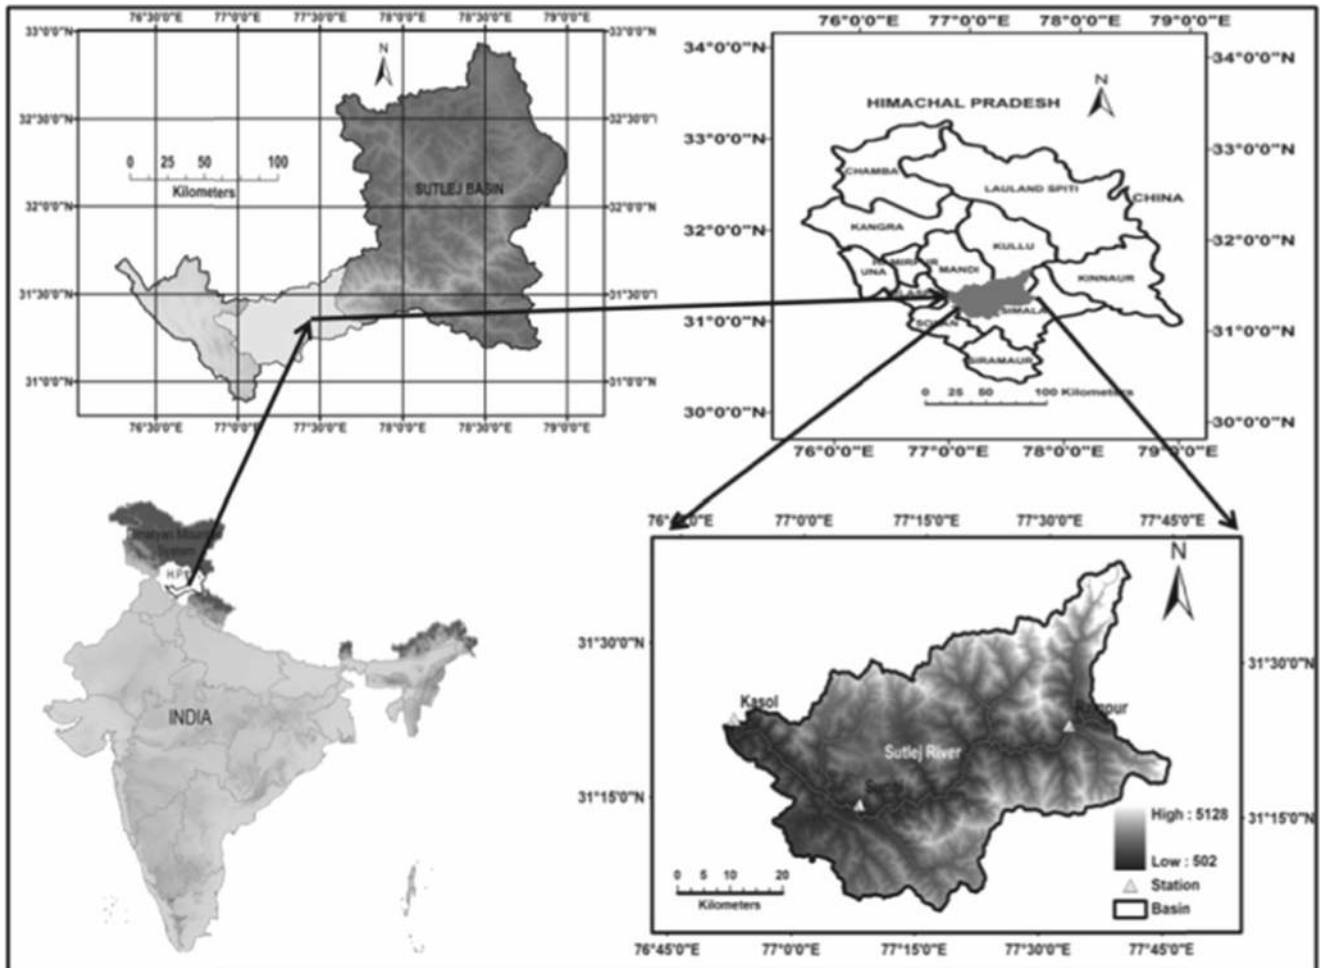 76°30'0"E 77°0'0"E 77°30'0"E 78°0'0"E 78°30'0"E 79°0'0"E
33°0'0"N 33°0'0"N
N
32°30'0"N
0 25 50 100
Kilometers
SUTLEJ BASIN
32°0'0"N 32°0'0"N
31°30'0"N 31°30'0"N
31°0'0"N 31°0'0"N
76°30'0"E 77°0'0"E 77°30'0"E 78°0'0"E 78°30'0"E 79°0'0"E
76°0'0"E 77°0'0"E 78°0'0"E 79°0'0"E
34°0'0"N 34°0'0"N
N
HIMACHAL PRADESH
33°0'0"N 33°0'0"N
CHAMBA
LAULAND SPITI
CHINA
KANGRA
32°0'0"N 32°0'0"N
KULLU
UNA
MANDI
KINNAUR
SIMALA
31°0'0"N 31°0'0"N
SIRAMAUR
0 25 50 100 Kilometers
30°0'0"N 30°0'0"N
76°0'0"E 77°0'0"E 78°0'0"E 79°0'0"E
System
H.P
INDIA
77°0'0"E 77°15'0"E 77°30'0"E 77°45'0"E
N
31°30'0"N 31°30'0"N
Kasol
Sutlej River
31°15'0"N 31°15'0"N
High : 5128
Low : 502
Station
Basin
0 5 10 20
Kilometers
76°45'0"E 77°0'0"E 77°15'0"E 77°30'0"E 77°45'0"E